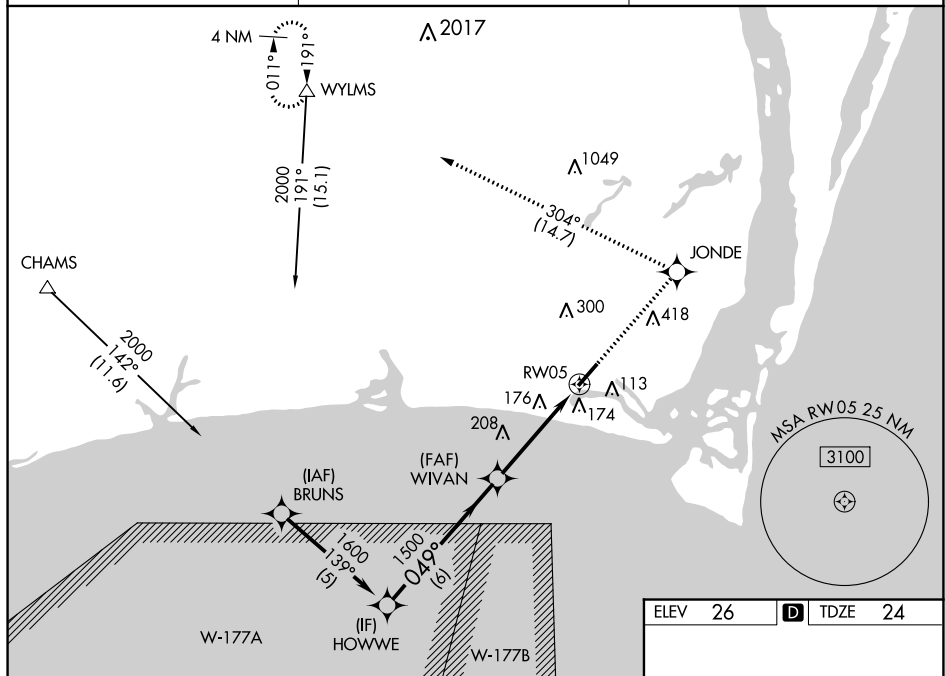 4 NM
191°
011°
WYLMS
2017
2000
191°
(15.1)
1049
304°
(14.7)
JONDE
CHAMS
2000
142°
(11.6)
300
418
RW05
113
176
174
208
(FAF)
WIVAN
MSA RW05 25 NM
3100
(IAF)
BRUNS
1600
139°
(5)
1500
049°
(6)
(IF)
HOWWE
W-177A
W-177B
ELEV 26 D TDZE 24